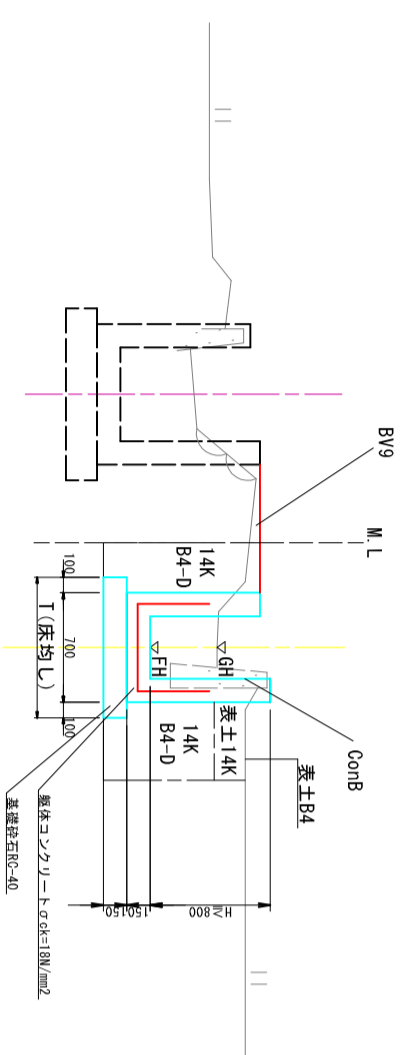 BV9
M.L
14K
B4-D
100
700
100
T(床均し)
FH
GH
ConB
表土14K
14K
B4-D
表土B4
躯体コンクリートσck=18N/mm2
基礎砕石RC-40
150
150
H≦800